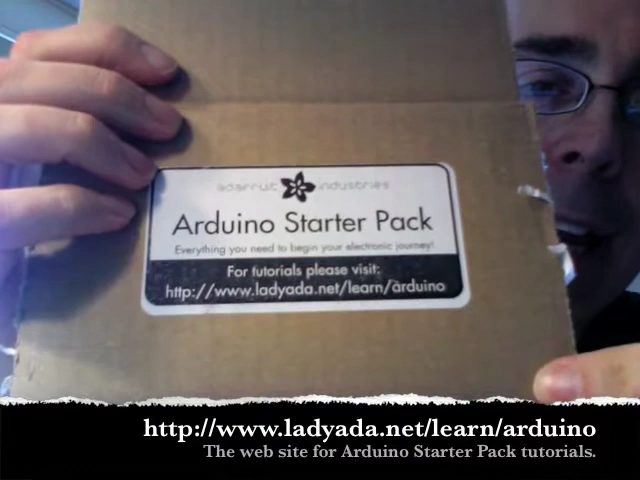 adafruit industries
Arduino Starter Pack
Everything you need to begin your electronic journey!
For tutorials please visit:
http://www.ladyada.net/learn/arduino
http://www.ladyada.net/learn/arduino
The web site for Arduino Starter Pack tutorials.